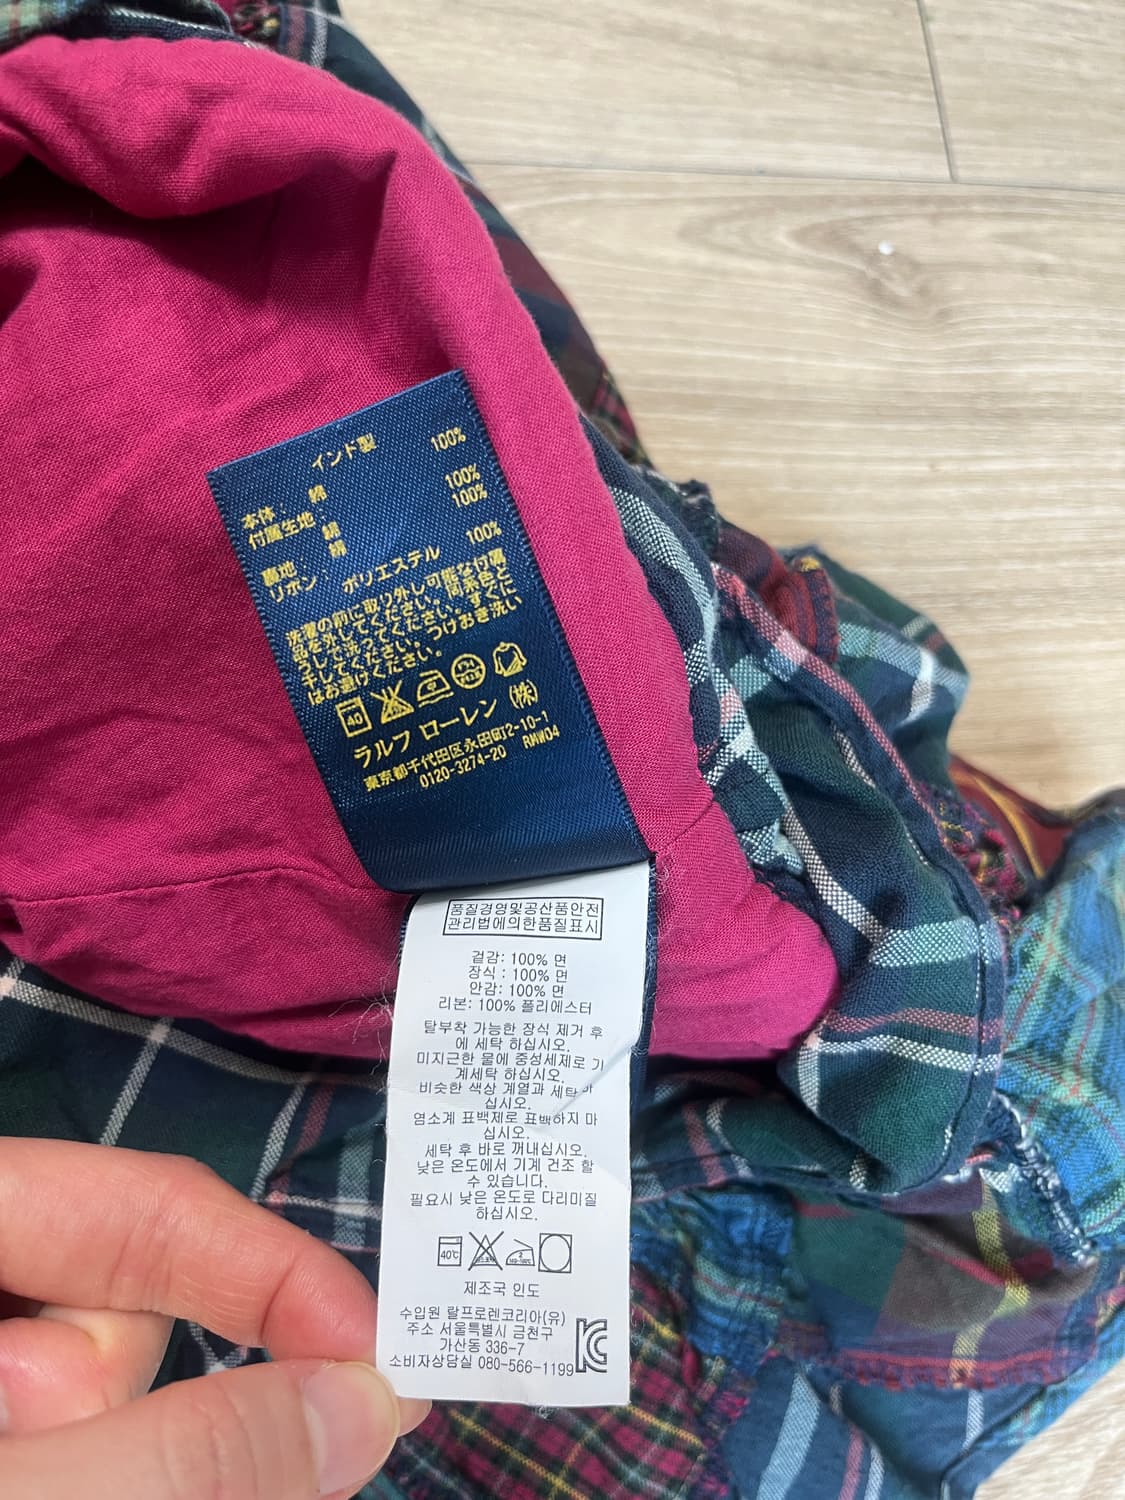 インド製
本体: 綿 100%
付属生地:
綿 100%
綿 100%
裏地:
リボン: ポリエステル 100%
洗濯の前に取り外し可能な付属
品を外してください。同系色と
うして洗ってください。すぐに
干してください。つけおき洗い
はお避けください。
40
ラルフ ローレン (株)
東京都千代田区永田町2-10-1
0120-3274-20 RMW04
품질경영및공산품안전
관리법에의한품질표시
겉감: 100% 면
장식 : 100% 면
안감: 100% 면
리본: 100% 폴리에스터
탈부착 가능한 장식 제거 후
에 세탁 하십시오.
미지근한 물에 중성세제로 기
계세탁 하십시오.
비슷한 색상 계열과 세탁
십시오.
염소계 표백제로 표백하지 마
십시오.
세탁 후 바로 꺼내십시오.
낮은 온도에서 기계 건조 할
수 있습니다.
필요시 낮은 온도로 다리미질
하십시오.
40℃
제조국 인도
수입원 랄프로렌코리아(유)
주소 서울특별시 금천구
가산동 336-7
소비자상담실 080-566-1199